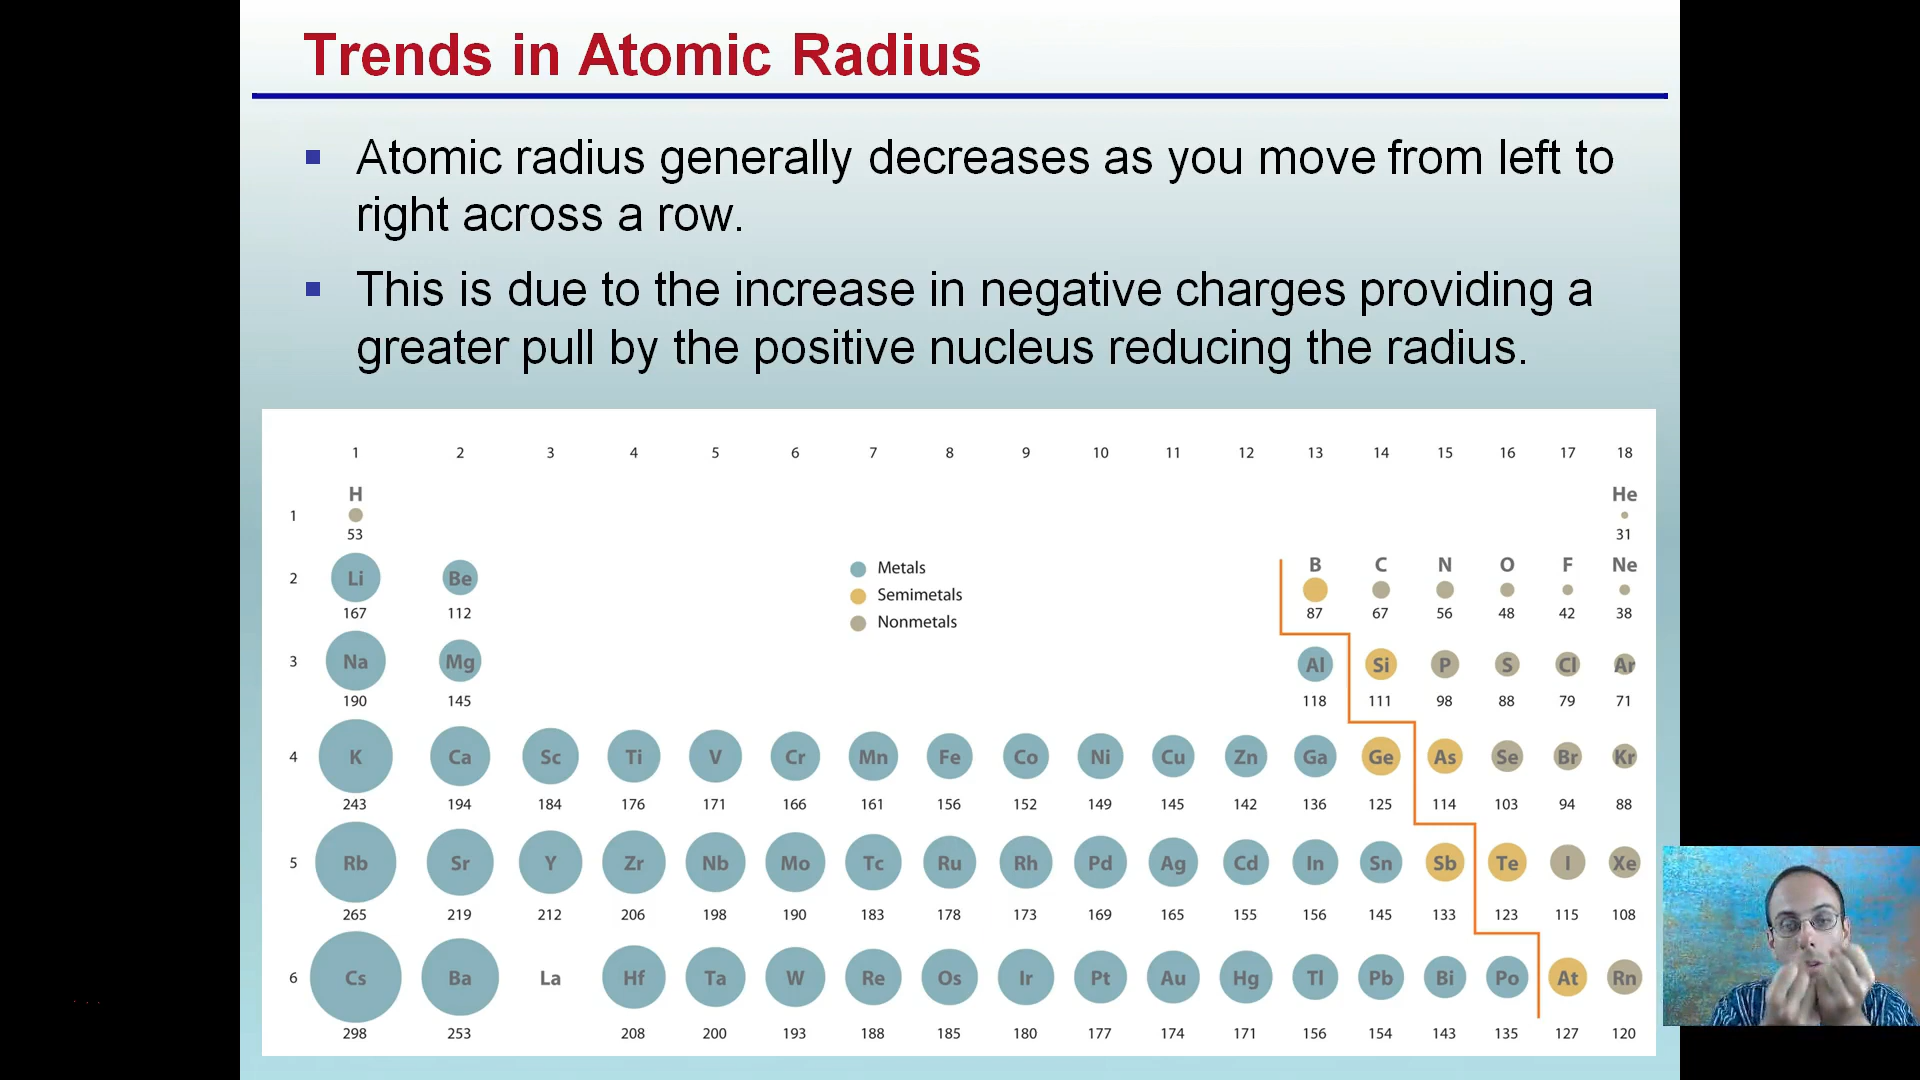 Trends in Atomic Radius
Atomic radius generally decreases as you move from left to
right across a row.
This is due to the increase in negative charges providing a
greater pull by the positive nucleus reducing the radius.
1 2 3 4 5 6 7 8 9 10 11 12 13 14 15 16 17 18
H He
1
53 31
Metals
Semimetals
Nonmetals
B C N O F Ne
2 Li Be
167 112 87 67 56 48 42 38
3 Na Mg Al Si P S Cl Ar
190 145 118 111 98 88 79 71
4 K Ca Sc Ti V Cr Mn Fe Co Ni Cu Zn Ga Ge As Se Br Kr
243 194 184 176 171 166 161 156 152 149 145 142 136 125 114 103 94 88
5 Rb Sr Y Zr Nb Mo Tc Ru Rh Pd Ag Cd In Sn Sb Te I Xe
265 219 212 206 198 190 183 178 173 169 165 155 156 145 133 123 115 108
6 Cs Ba La Hf Ta W Re Os Ir Pt Au Hg Tl Pb Bi Po At Rn
298 253 208 200 193 188 185 180 177 174 171 156 154 143 135 127 120